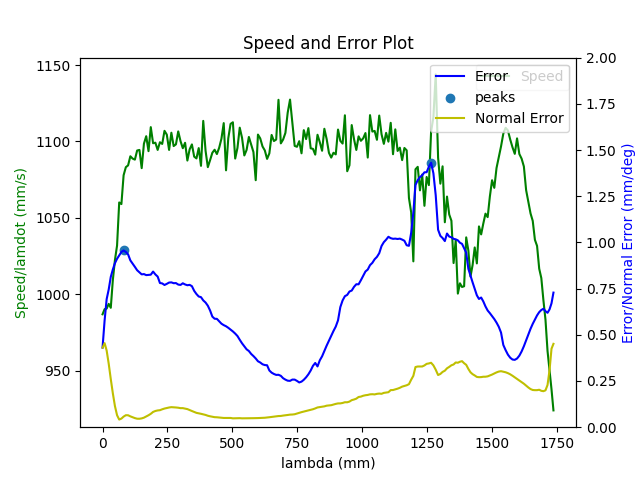 Speed and Error Plot
1150
1100
1050
1000
950
Speed/lamdot (mm/s)
0
250
500
750
1000
1250
1500
1750
lambda (mm)
2.00
1.75
1.50
1.25
1.00
0.75
0.50
0.25
0.00
Error/Normal Error (mm/deg)
Speed
Error
peaks
Normal Error